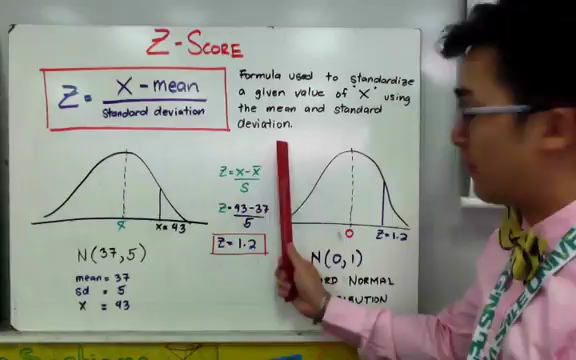 Z-SCORE
Z = X - mean
Standard deviation
Formula used to standardize
a given value of "X" using
the mean and standard
deviation.
x = 43
N(37,5)
mean = 37
sd = 5
x = 43
Z = x - x̄
S
Z = 43-37
5
Z = 1.2
0
Z = 1.2
N(0,1)
NORMAL